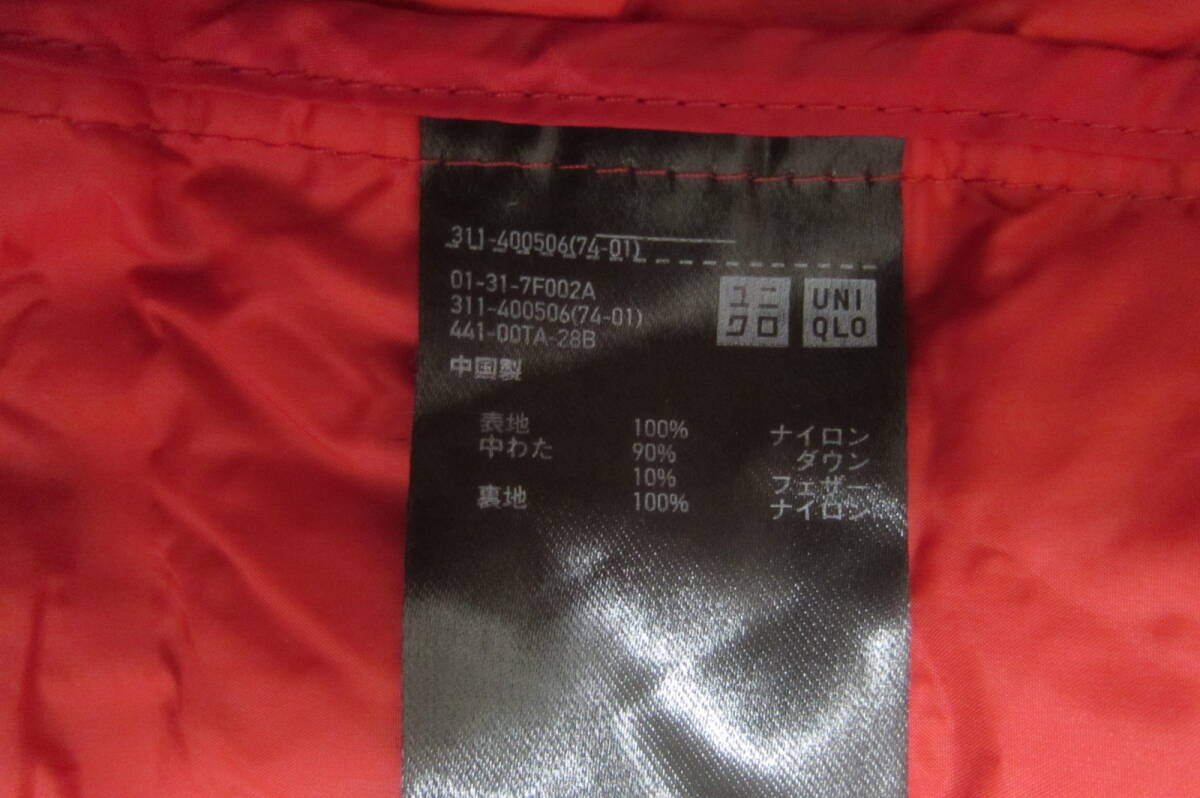 311-400506(74-01)
01-31-7F002A
311-400506(74-01)
441-00TA-28B
中国製
ユニ
クロ
UNI
QLO
表地 100% ナイロン
中わた 90% ダウン
10% フェザー
裏地 100% ナイロン